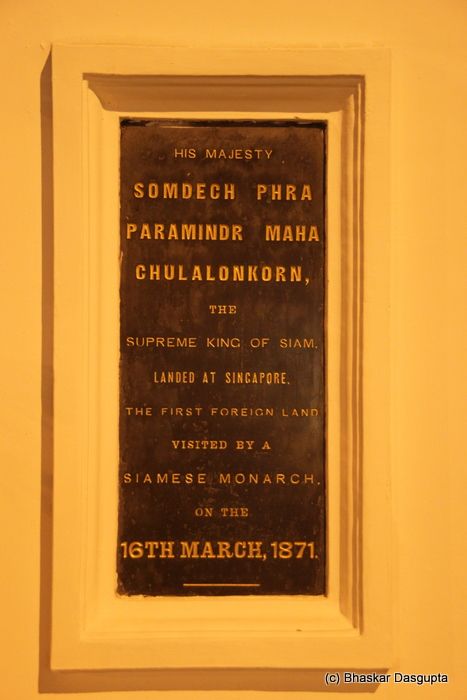 HIS MAJESTY
SOMDECH PHRA
PARAMINDR MAHA
CHULALONKORN,
THE
SUPREME KING OF SIAM,
LANDED AT SINGAPORE,
THE FIRST FOREIGN LAND
VISITED BY A
SIAMESE MONARCH,
ON THE
16TH MARCH, 1871.
(c) Bhaskar Dasgupta